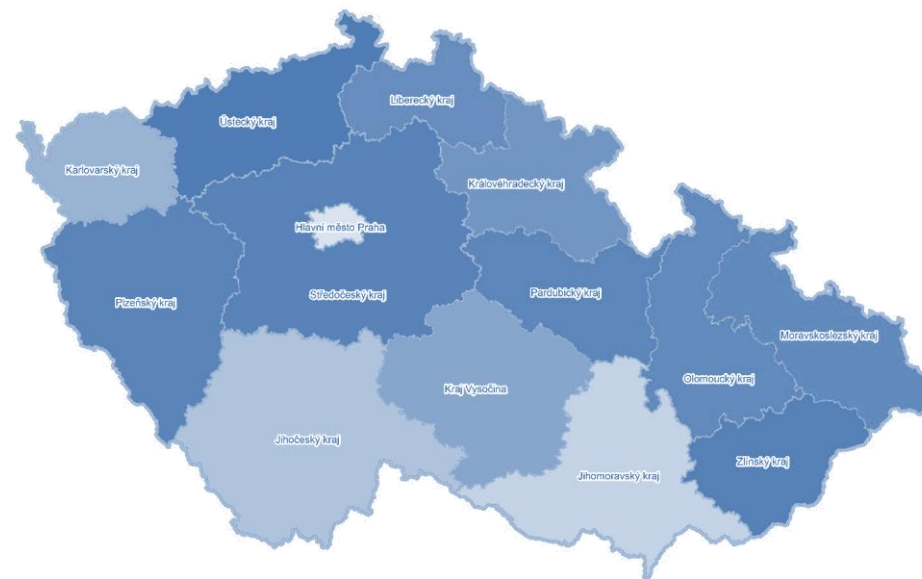 Liberecký kraj
Ústecký kraj
Karlovarský kraj
Královéhradecký kraj
Hlavní město Praha
Středočeský kraj
Pardubický kraj
Plzeňský kraj
Moravskoslezský kraj
Olomoucký kraj
Kraj Vysočina
Jihočeský kraj
Zlínský kraj
Jihomoravský kraj